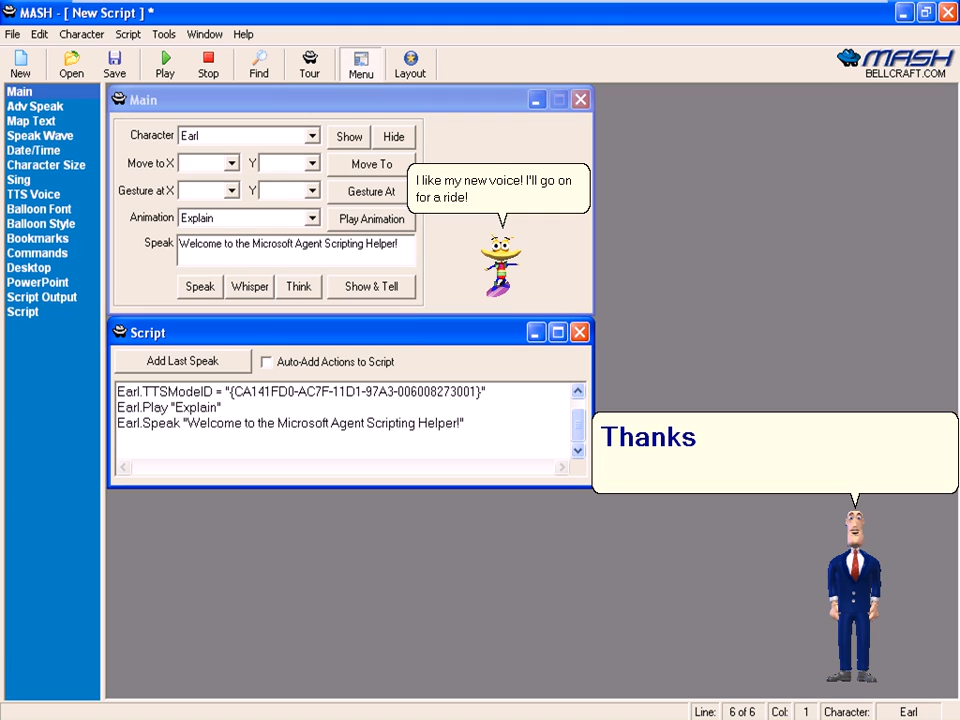 MASH - [ New Script ] *
File Edit Character Script Tools Window Help
New Open Save Play Stop Find Tour Menu Layout
MASH
BELLCRAFT.COM
Main
Adv Speak
Map Text
Speak Wave
Date/Time
Character Size
Sing
TTS Voice
Balloon Font
Balloon Style
Bookmarks
Commands
Desktop
PowerPoint
Script Output
Script
Main
Character Earl Show Hide
Move to X Y Move To
Gesture at X Y Gesture At
Animation Explain Play Animation
Speak Welcome to the Microsoft Agent Scripting Helper!
Speak Whisper Think Show & Tell
I like my new voice! I'll go on
for a ride!
Script
Add Last Speak Auto-Add Actions to Script
Earl.TTSModeID = "{CA141FD0-AC7F-11D1-97A3-006008273001}"
Earl.Play "Explain"
Earl.Speak "Welcome to the Microsoft Agent Scripting Helper!"
Thanks
Line: 6 of 6 Col: 1 Character: Earl